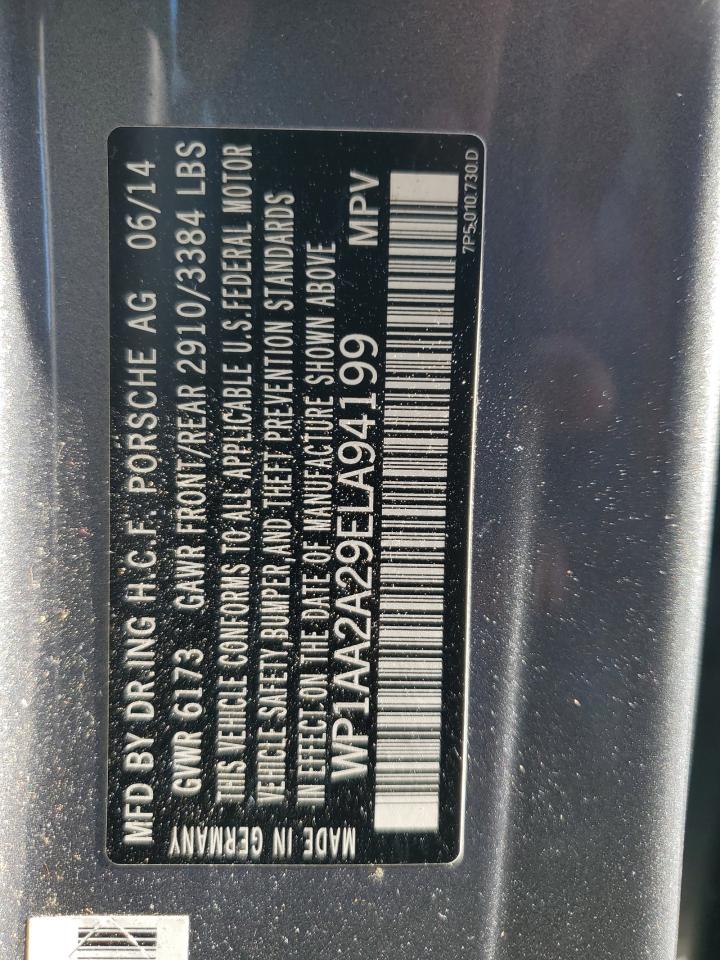 MFD BY DR.ING H.C.F. PORSCHE AG 06/14
GVWR 6173 GAWR FRONT/REAR 2910/3384 LBS
THIS VEHICLE CONFORMS TO ALL APPLICABLE U.S.FEDERAL MOTOR
VEHICLE SAFETY,BUMPER,AND THEFT PREVENTION STANDARDS
IN EFFECT ON THE DATE OF MANUFACTURE SHOWN ABOVE
WP1AA2A29ELA94199 MPV
MADE IN GERMANY
7P5.010.730.D